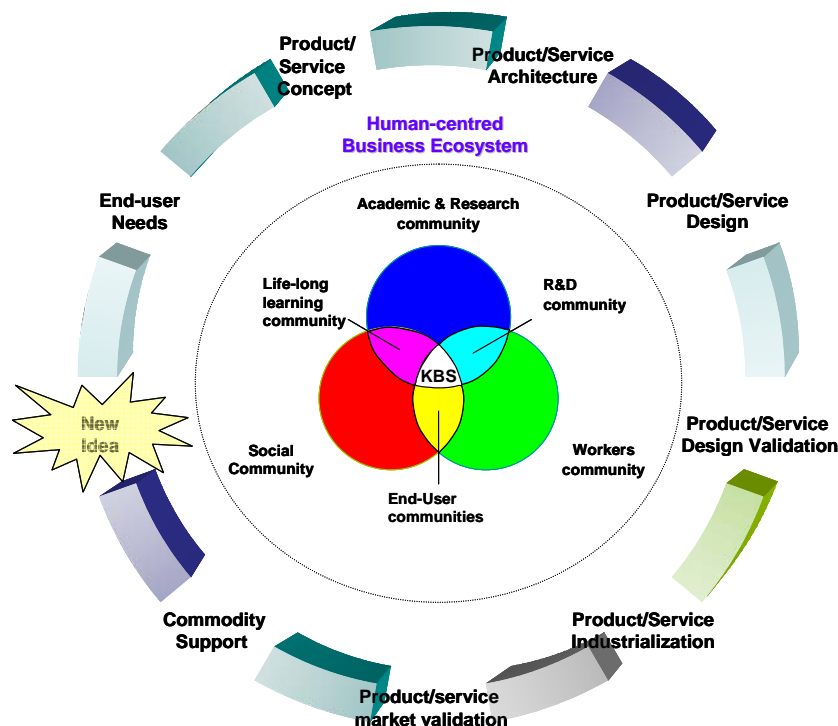 Product/
Service
Concept
Product/Service
Architecture
Human-centred
Business Ecosystem
End-user
Needs
Academic & Research
community
Product/Service
Design
Life-long
learning
community
R&D
community
KBS
New
Idea
Social
Community
Workers
community
Product/Service
Design Validation
End-User
communities
Commodity
Support
Product/Service
Industrialization
Product/service
market validation